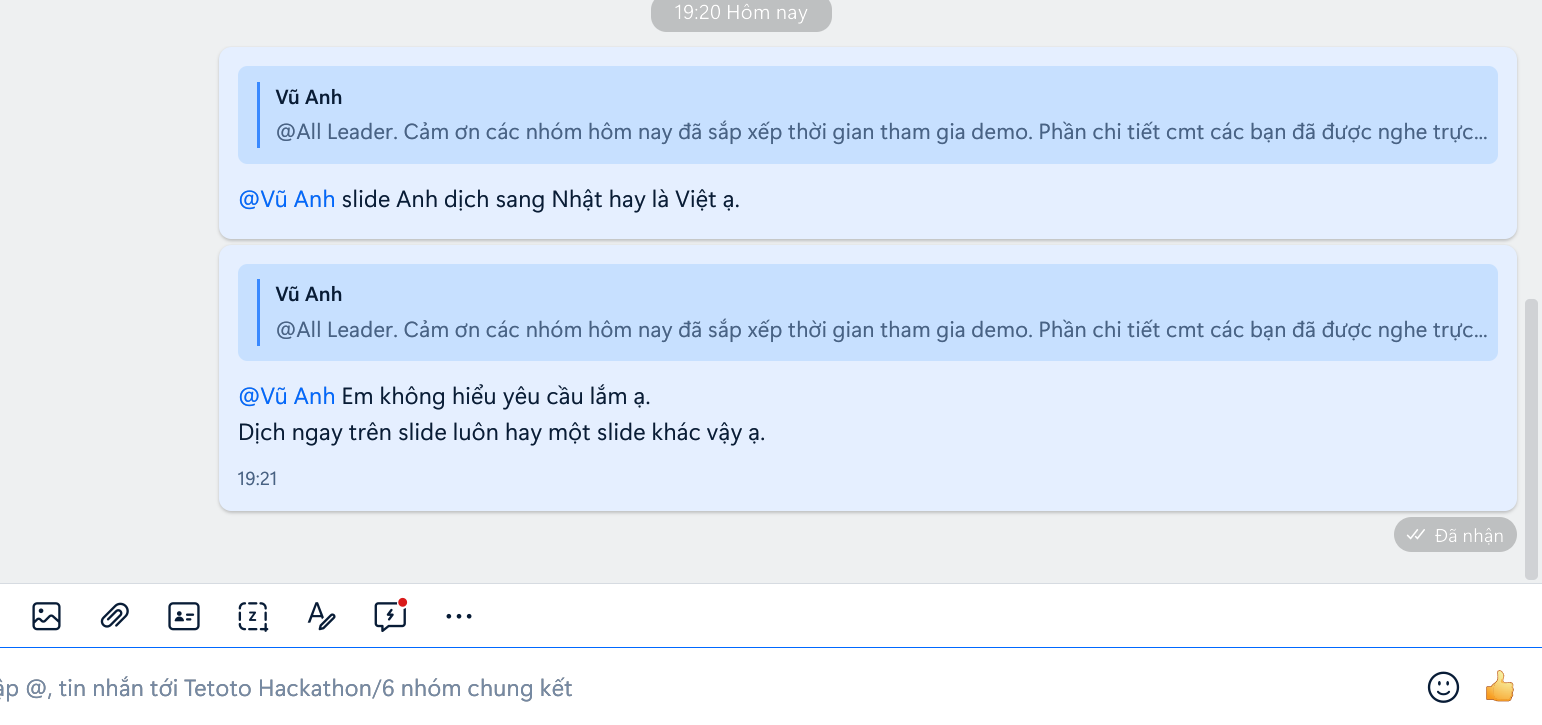 19:20 Hôm nay
Vũ Anh
@All Leader. Cảm ơn các nhóm hôm nay đã sắp xếp thời gian tham gia demo. Phần chi tiết cmt các bạn đã được nghe trực...
@Vũ Anh slide Anh dịch sang Nhật hay là Việt ạ.
Vũ Anh
@All Leader. Cảm ơn các nhóm hôm nay đã sắp xếp thời gian tham gia demo. Phần chi tiết cmt các bạn đã được nghe trực...
@Vũ Anh Em không hiểu yêu cầu lắm ạ.
Dịch ngay trên slide luôn hay một slide khác vậy ạ.
19:21
Đã nhận
@, tin nhắn tới Tetoto Hackathon/6 nhóm chung kết